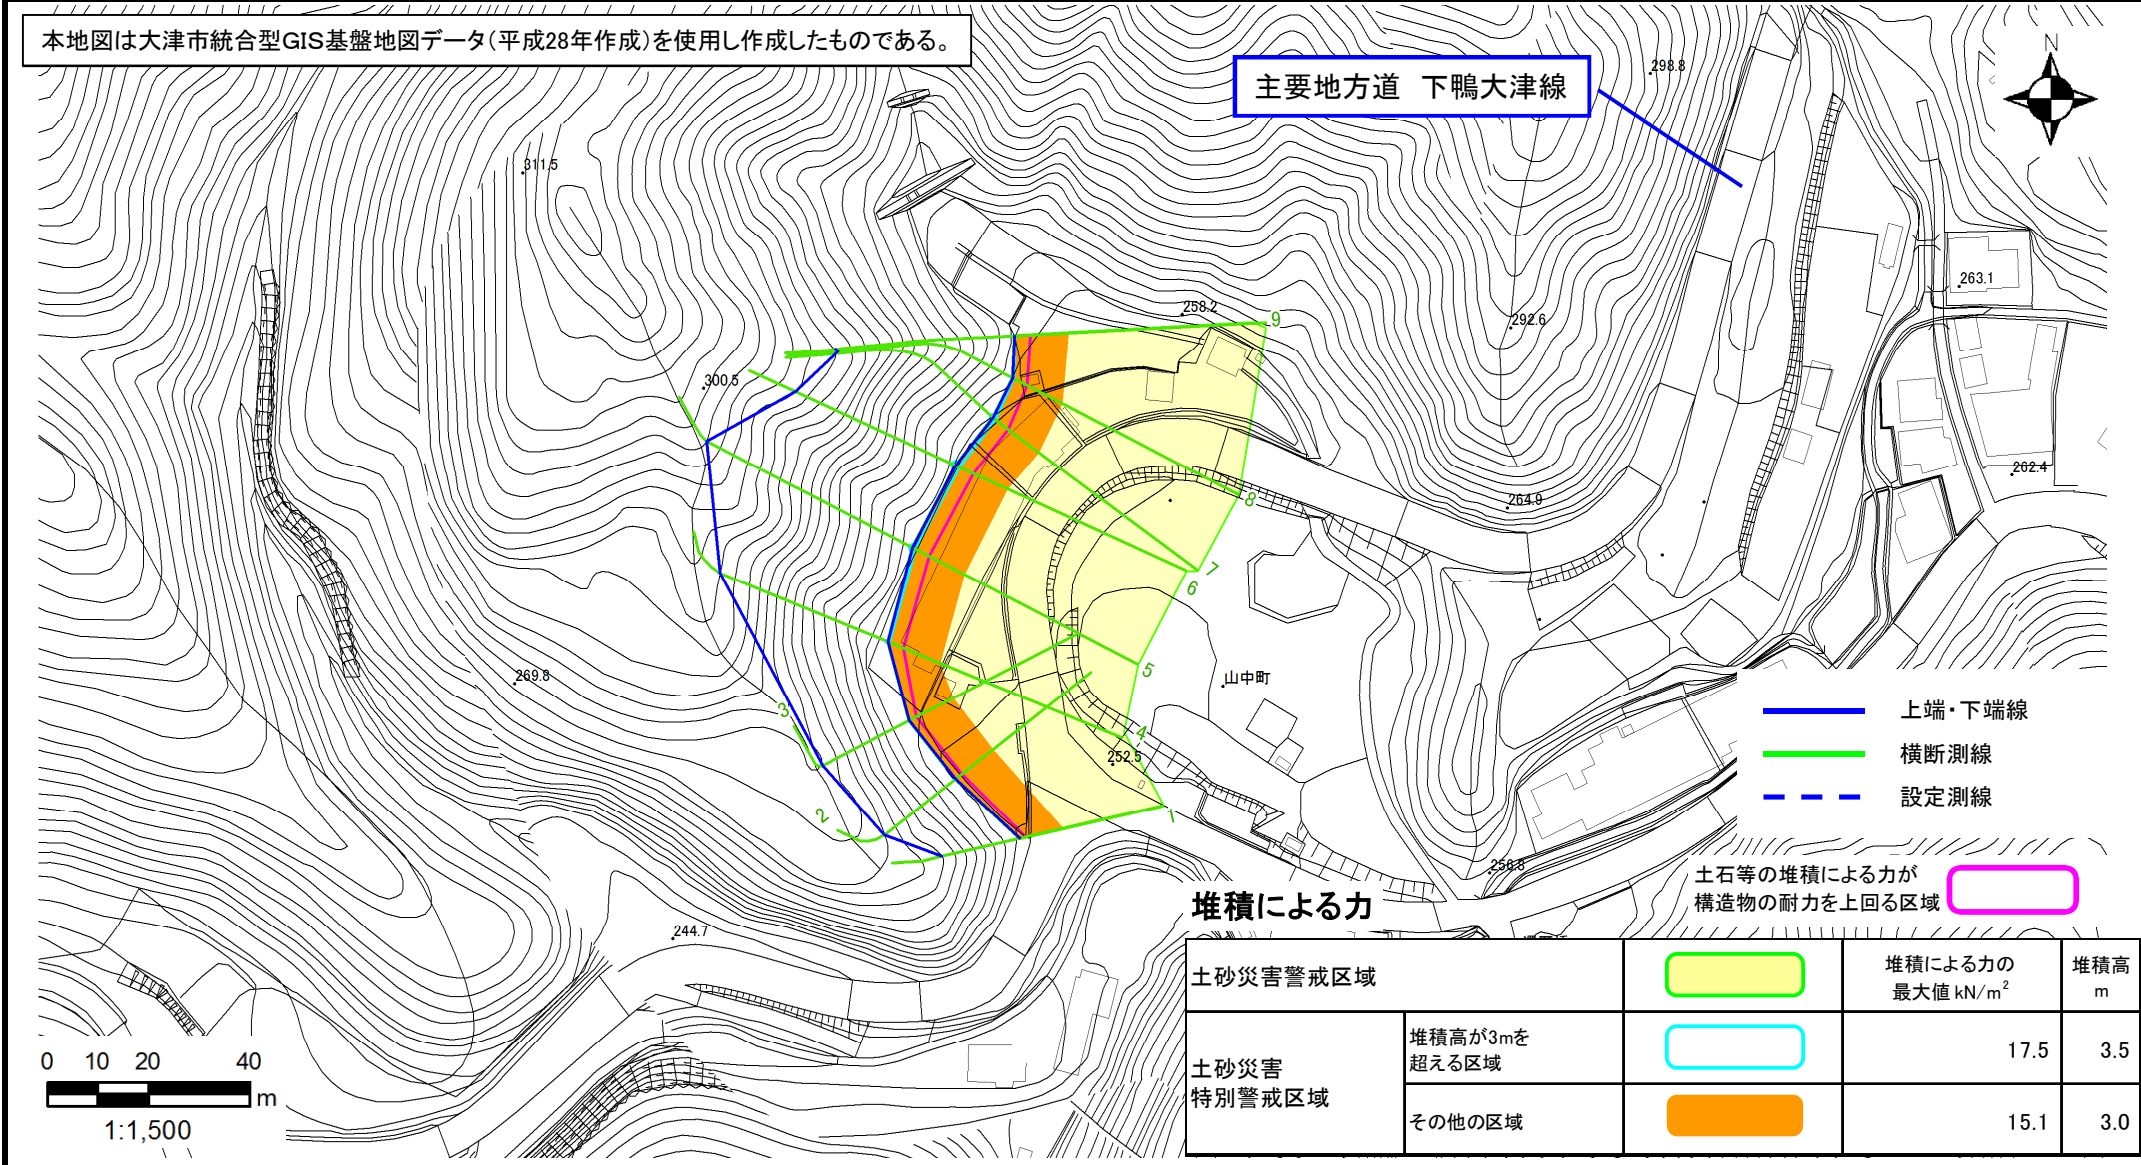 本地図は大津市統合型GIS基盤地図データ(平成28年作成)を使用し作成したものである。
主要地方道 下鴨大津線
N
298.8
311.5
263.1
258.2
9
292.6
300.5
262.4
8
264.9
7
6
5
山中町
269.8
3
4
252.5
2
1
上端・下端線
横断測線
設定測線
256.8
土石等の堆積による力が
構造物の耐力を上回る区域
244.7
堆積による力
土砂災害警戒区域
堆積による力の
最大値 kN/m²
堆積高
m
土砂災害
特別警戒区域
堆積高が3mを
超える区域
17.5
3.5
その他の区域
15.1
3.0
0 10 20 40
m
1:1,500